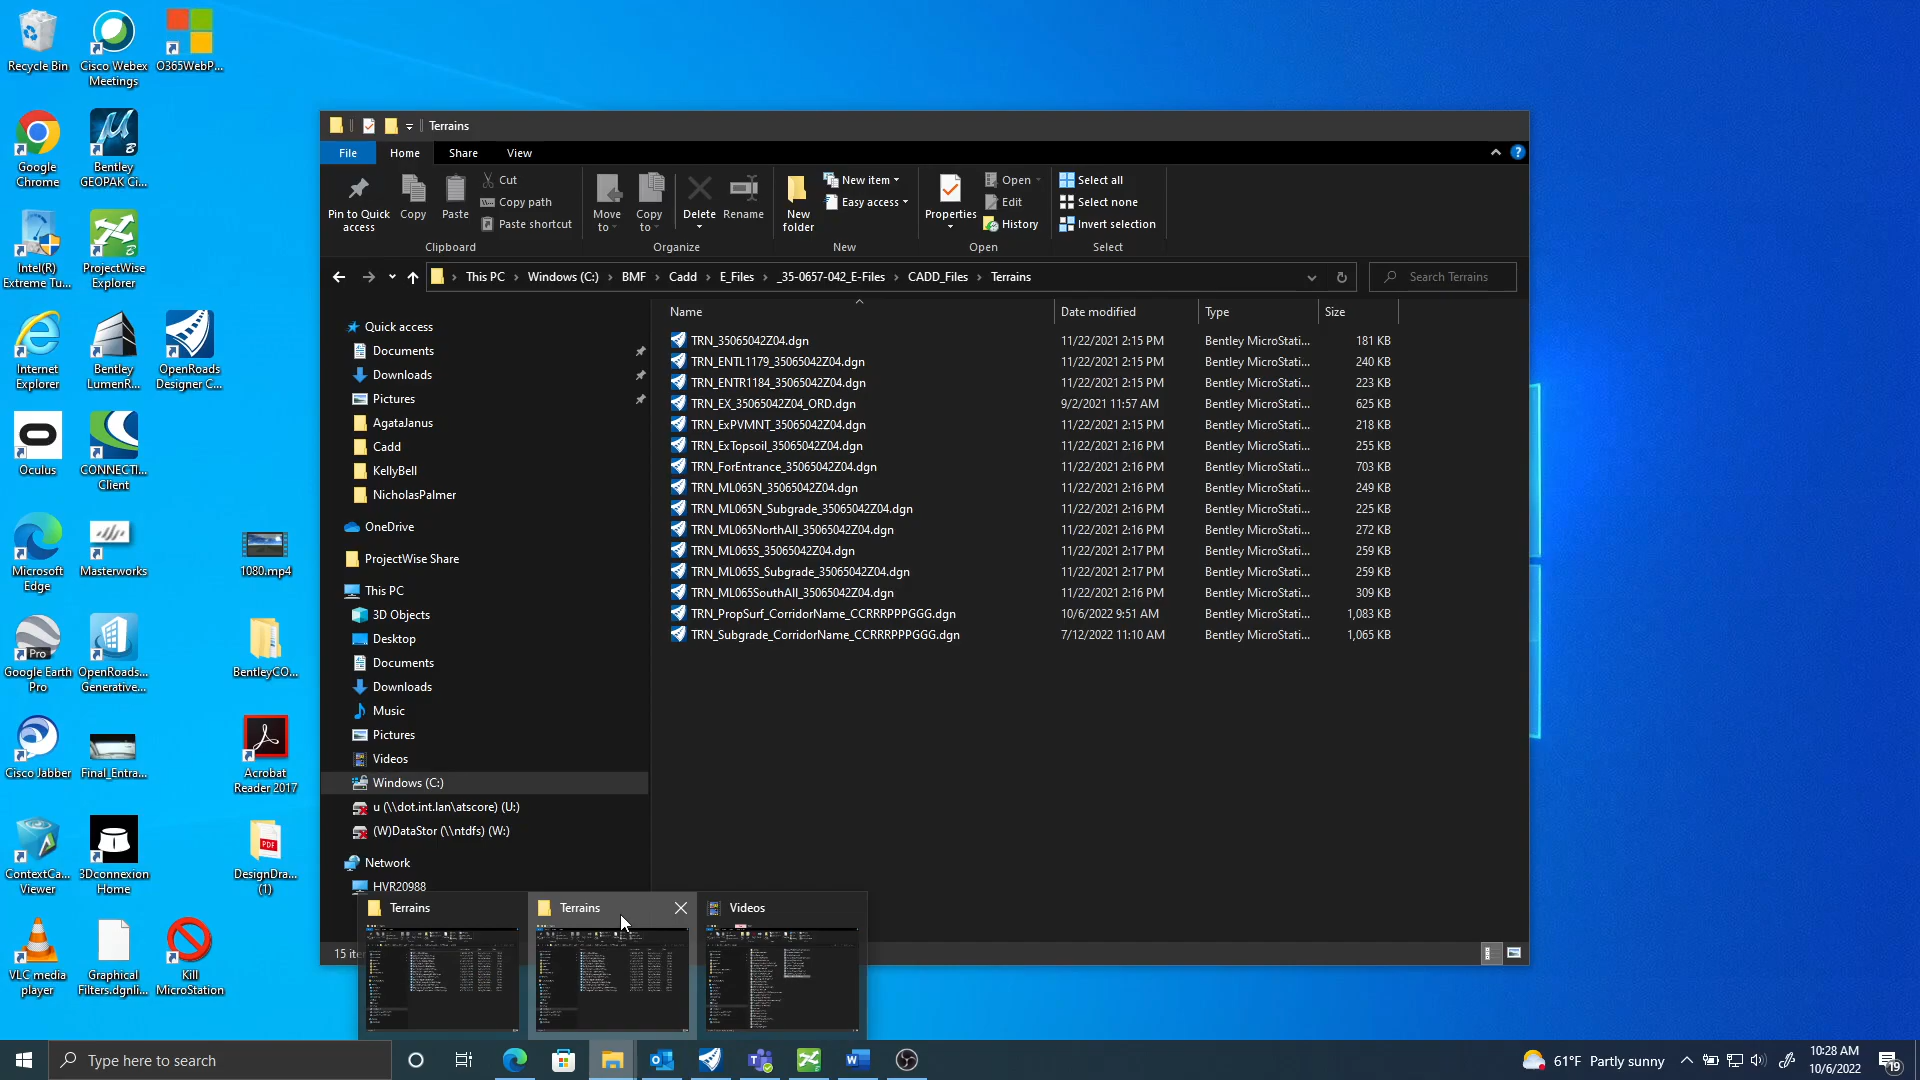 Recycle Bin
Cisco Webex
Meetings
O365WebP...
Google
Chrome
Bentley
GEOPAK Ci...
Intel(R)
Extreme Tu...
ProjectWise
Explorer
Internet
Explorer
Bentley
LumenR...
OpenRoads
Designer C...
Oculus
CONNECTI...
Client
Microsoft
Edge
Masterworks
1080.mp4
Google Earth
Pro
OpenRoads...
Generative...
BentleyCO...
Cisco Jabber
Final_Entra...
Acrobat
Reader 2017
ContextCa...
Viewer
3Dconnexion
Home
DesignDra...
(1)
VLC media
player
Graphical
Filters.dgnli...
Kill
MicroStation
Terrains
File Home Share View
Pin to Quick
access
Copy
Paste
Cut
Copy path
Paste shortcut
Clipboard
Move
to
Copy
to
Delete
Rename
Organize
New
folder
New item
Easy access
New
Properties
Open
Edit
History
Open
Select all
Select none
Invert selection
Select
This PC > Windows (C:) > BMF > Cadd > E_Files > _35-0657-042_E-Files > CADD_Files > Terrains
Search Terrains
Quick access
Documents
Downloads
Pictures
AgataJanus
Cadd
KellyBell
NicholasPalmer
OneDrive
ProjectWise Share
This PC
3D Objects
Desktop
Documents
Downloads
Music
Pictures
Videos
Windows (C:)
u (\\dot.int.lan\atscore) (U:)
(W)DataStor (\\ntdfs) (W:)
Network
HVR20988
Name Date modified Type Size
TRN_35065042Z04.dgn 11/22/2021 2:15 PM Bentley MicroStati... 181 KB
TRN_ENTL1179_35065042Z04.dgn 11/22/2021 2:15 PM Bentley MicroStati... 240 KB
TRN_ENTR1184_35065042Z04.dgn 11/22/2021 2:15 PM Bentley MicroStati... 223 KB
TRN_EX_35065042Z04_ORD.dgn 9/2/2021 11:57 AM Bentley MicroStati... 625 KB
TRN_ExPVMNT_35065042Z04.dgn 11/22/2021 2:15 PM Bentley MicroStati... 218 KB
TRN_ExTopsoil_35065042Z04.dgn 11/22/2021 2:16 PM Bentley MicroStati... 255 KB
TRN_ForEntrance_35065042Z04.dgn 11/22/2021 2:16 PM Bentley MicroStati... 703 KB
TRN_ML065N_35065042Z04.dgn 11/22/2021 2:16 PM Bentley MicroStati... 249 KB
TRN_ML065N_Subgrade_35065042Z04.dgn 11/22/2021 2:16 PM Bentley MicroStati... 225 KB
TRN_ML065NorthAll_35065042Z04.dgn 11/22/2021 2:16 PM Bentley MicroStati... 272 KB
TRN_ML065S_35065042Z04.dgn 11/22/2021 2:17 PM Bentley MicroStati... 259 KB
TRN_ML065S_Subgrade_35065042Z04.dgn 11/22/2021 2:17 PM Bentley MicroStati... 259 KB
TRN_ML065SouthAll_35065042Z04.dgn 11/22/2021 2:16 PM Bentley MicroStati... 309 KB
TRN_PropSurf_CorridorName_CCRRRPPPGGG.dgn 10/6/2022 9:51 AM Bentley MicroStati... 1,083 KB
TRN_Subgrade_CorridorName_CCRRRPPPGGG.dgn 7/12/2022 11:10 AM Bentley MicroStati... 1,065 KB
15 ite
Terrains
Terrains
Videos
Type here to search
61°F Partly sunny
10:28 AM
10/6/2022
19